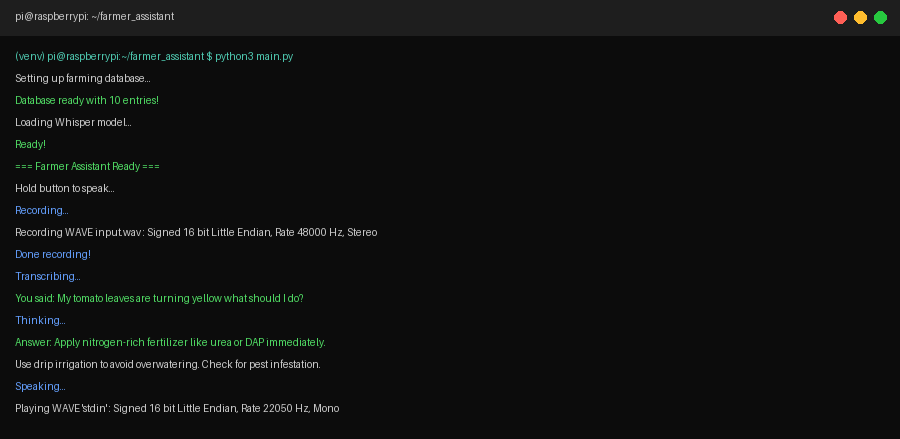 pi@raspberrypi: ~/farmer_assistant
(venv) pi@raspberrypi:~/farmer_assistant $ python3 main.py
Setting up farming database...
Database ready with 10 entries!
Loading Whisper model...
Ready!
=== Farmer Assistant Ready ===
Hold button to speak...
Recording...
Recording WAVE input.wav : Signed 16 bit Little Endian, Rate 48000 Hz, Stereo
Done recording!
Transcribing...
You said: My tomato leaves are turning yellow what should I do?
Thinking...
Answer: Apply nitrogen-rich fertilizer like urea or DAP immediately.
Use drip irrigation to avoid overwatering. Check for pest infestation.
Speaking...
Playing WAVE 'stdin' : Signed 16 bit Little Endian, Rate 22050 Hz, Mono